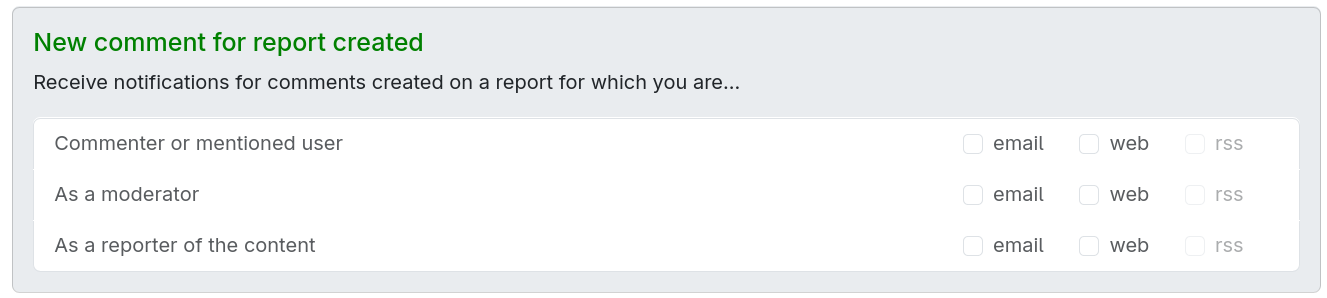 New comment for report created
Receive notifications for comments created on a report for which you are...
Commenter or mentioned user email web rss
As a moderator email web rss
As a reporter of the content email web rss